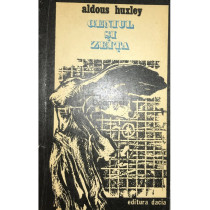 aldous huxley
GENIUL
ȘI
ZEIȚA
editura dacia